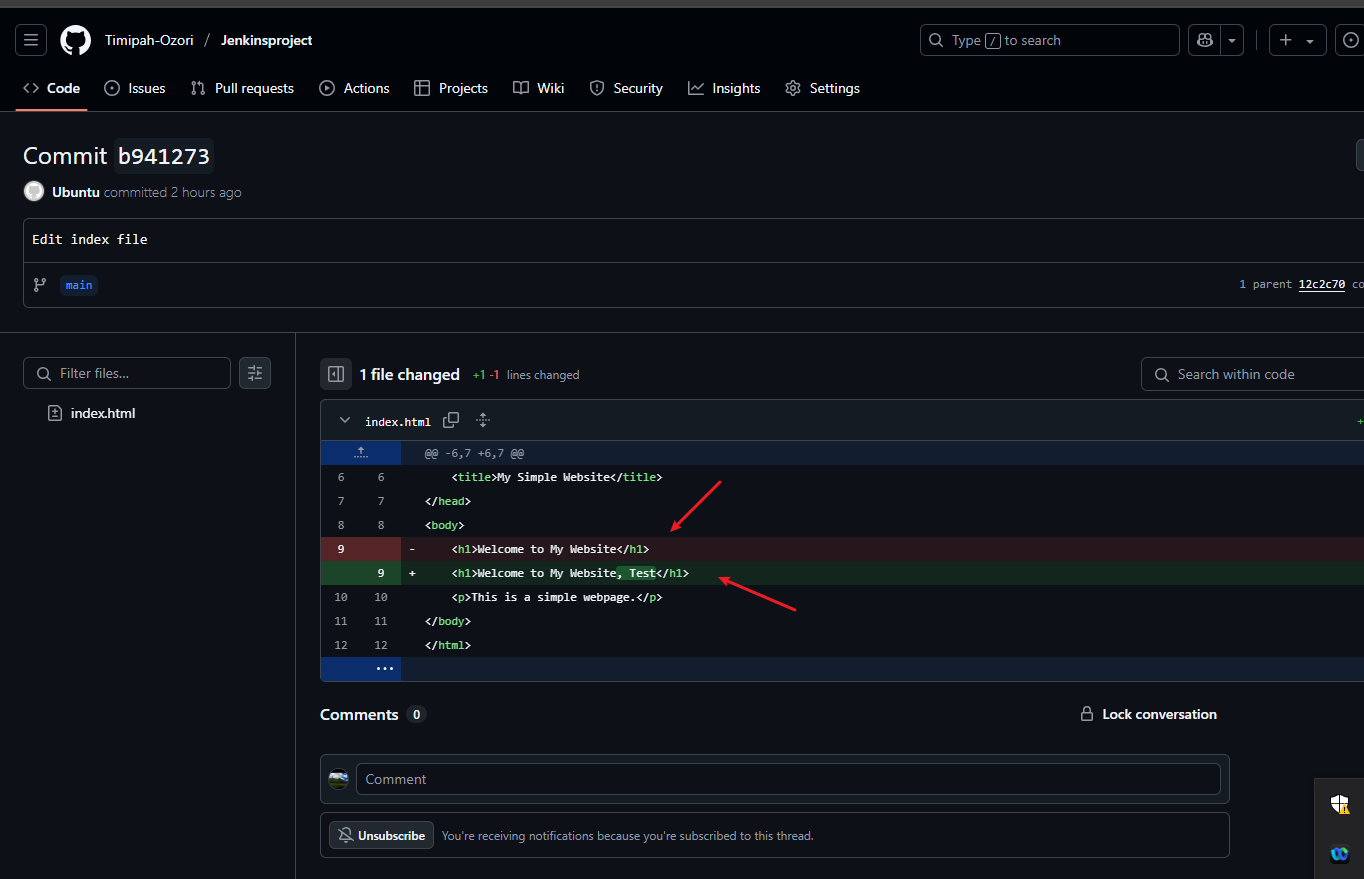 Timipah-Ozori / Jenkinsproject
Type / to search
Code Issues Pull requests Actions Projects Wiki Security Insights Settings
Commit b941273
Ubuntu committed 2 hours ago
Edit index file
main
1 parent 12c2c70 co
Filter files...
index.html
1 file changed +1 -1 lines changed
Search within code
index.html
+
@@ -6,7 +6,7 @@
6 6 <title>My Simple Website</title>
7 7 </head>
8 8 <body>
9 - <h1>Welcome to My Website</h1>
9 + <h1>Welcome to My Website, Test</h1>
10 10 <p>This is a simple webpage.</p>
11 11 </body>
12 12 </html>
Comments 0
Lock conversation
Comment
Unsubscribe You're receiving notifications because you're subscribed to this thread.